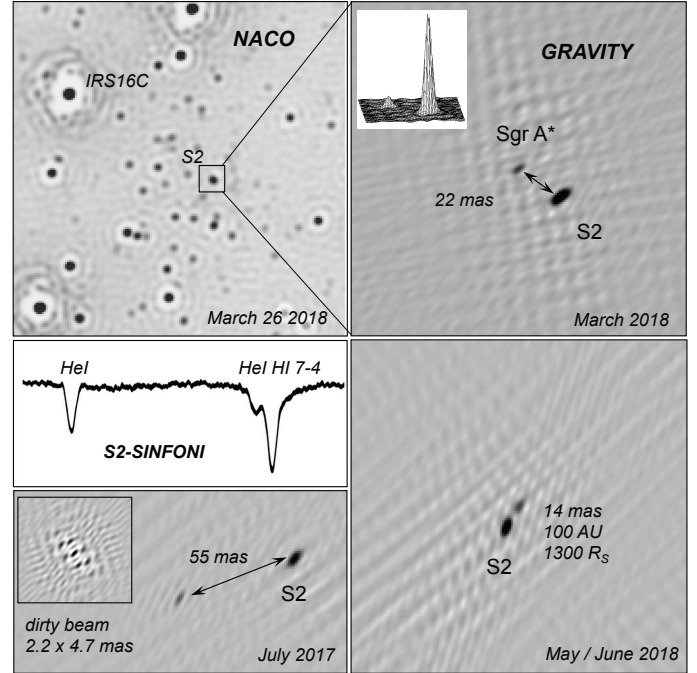 NACO
IRS16C
S2
March 26 2018
GRAVITY
Sgr A*
22 mas
S2
March 2018
HeI
HeI HI 7-4
S2-SINFONI
55 mas
S2
dirty beam
2.2 x 4.7 mas
July 2017
14 mas
100 AU
1300 Rs
S2
May / June 2018